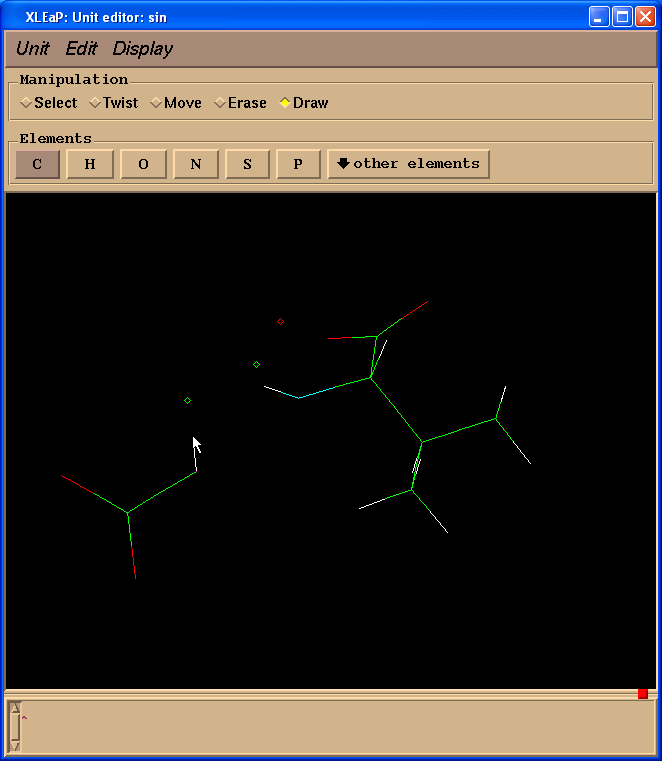 XLEaP: Unit editor: sin
Unit Edit Display
Manipulation
Select Twist Move Erase Draw
Elements
C H O N S P other elements
^